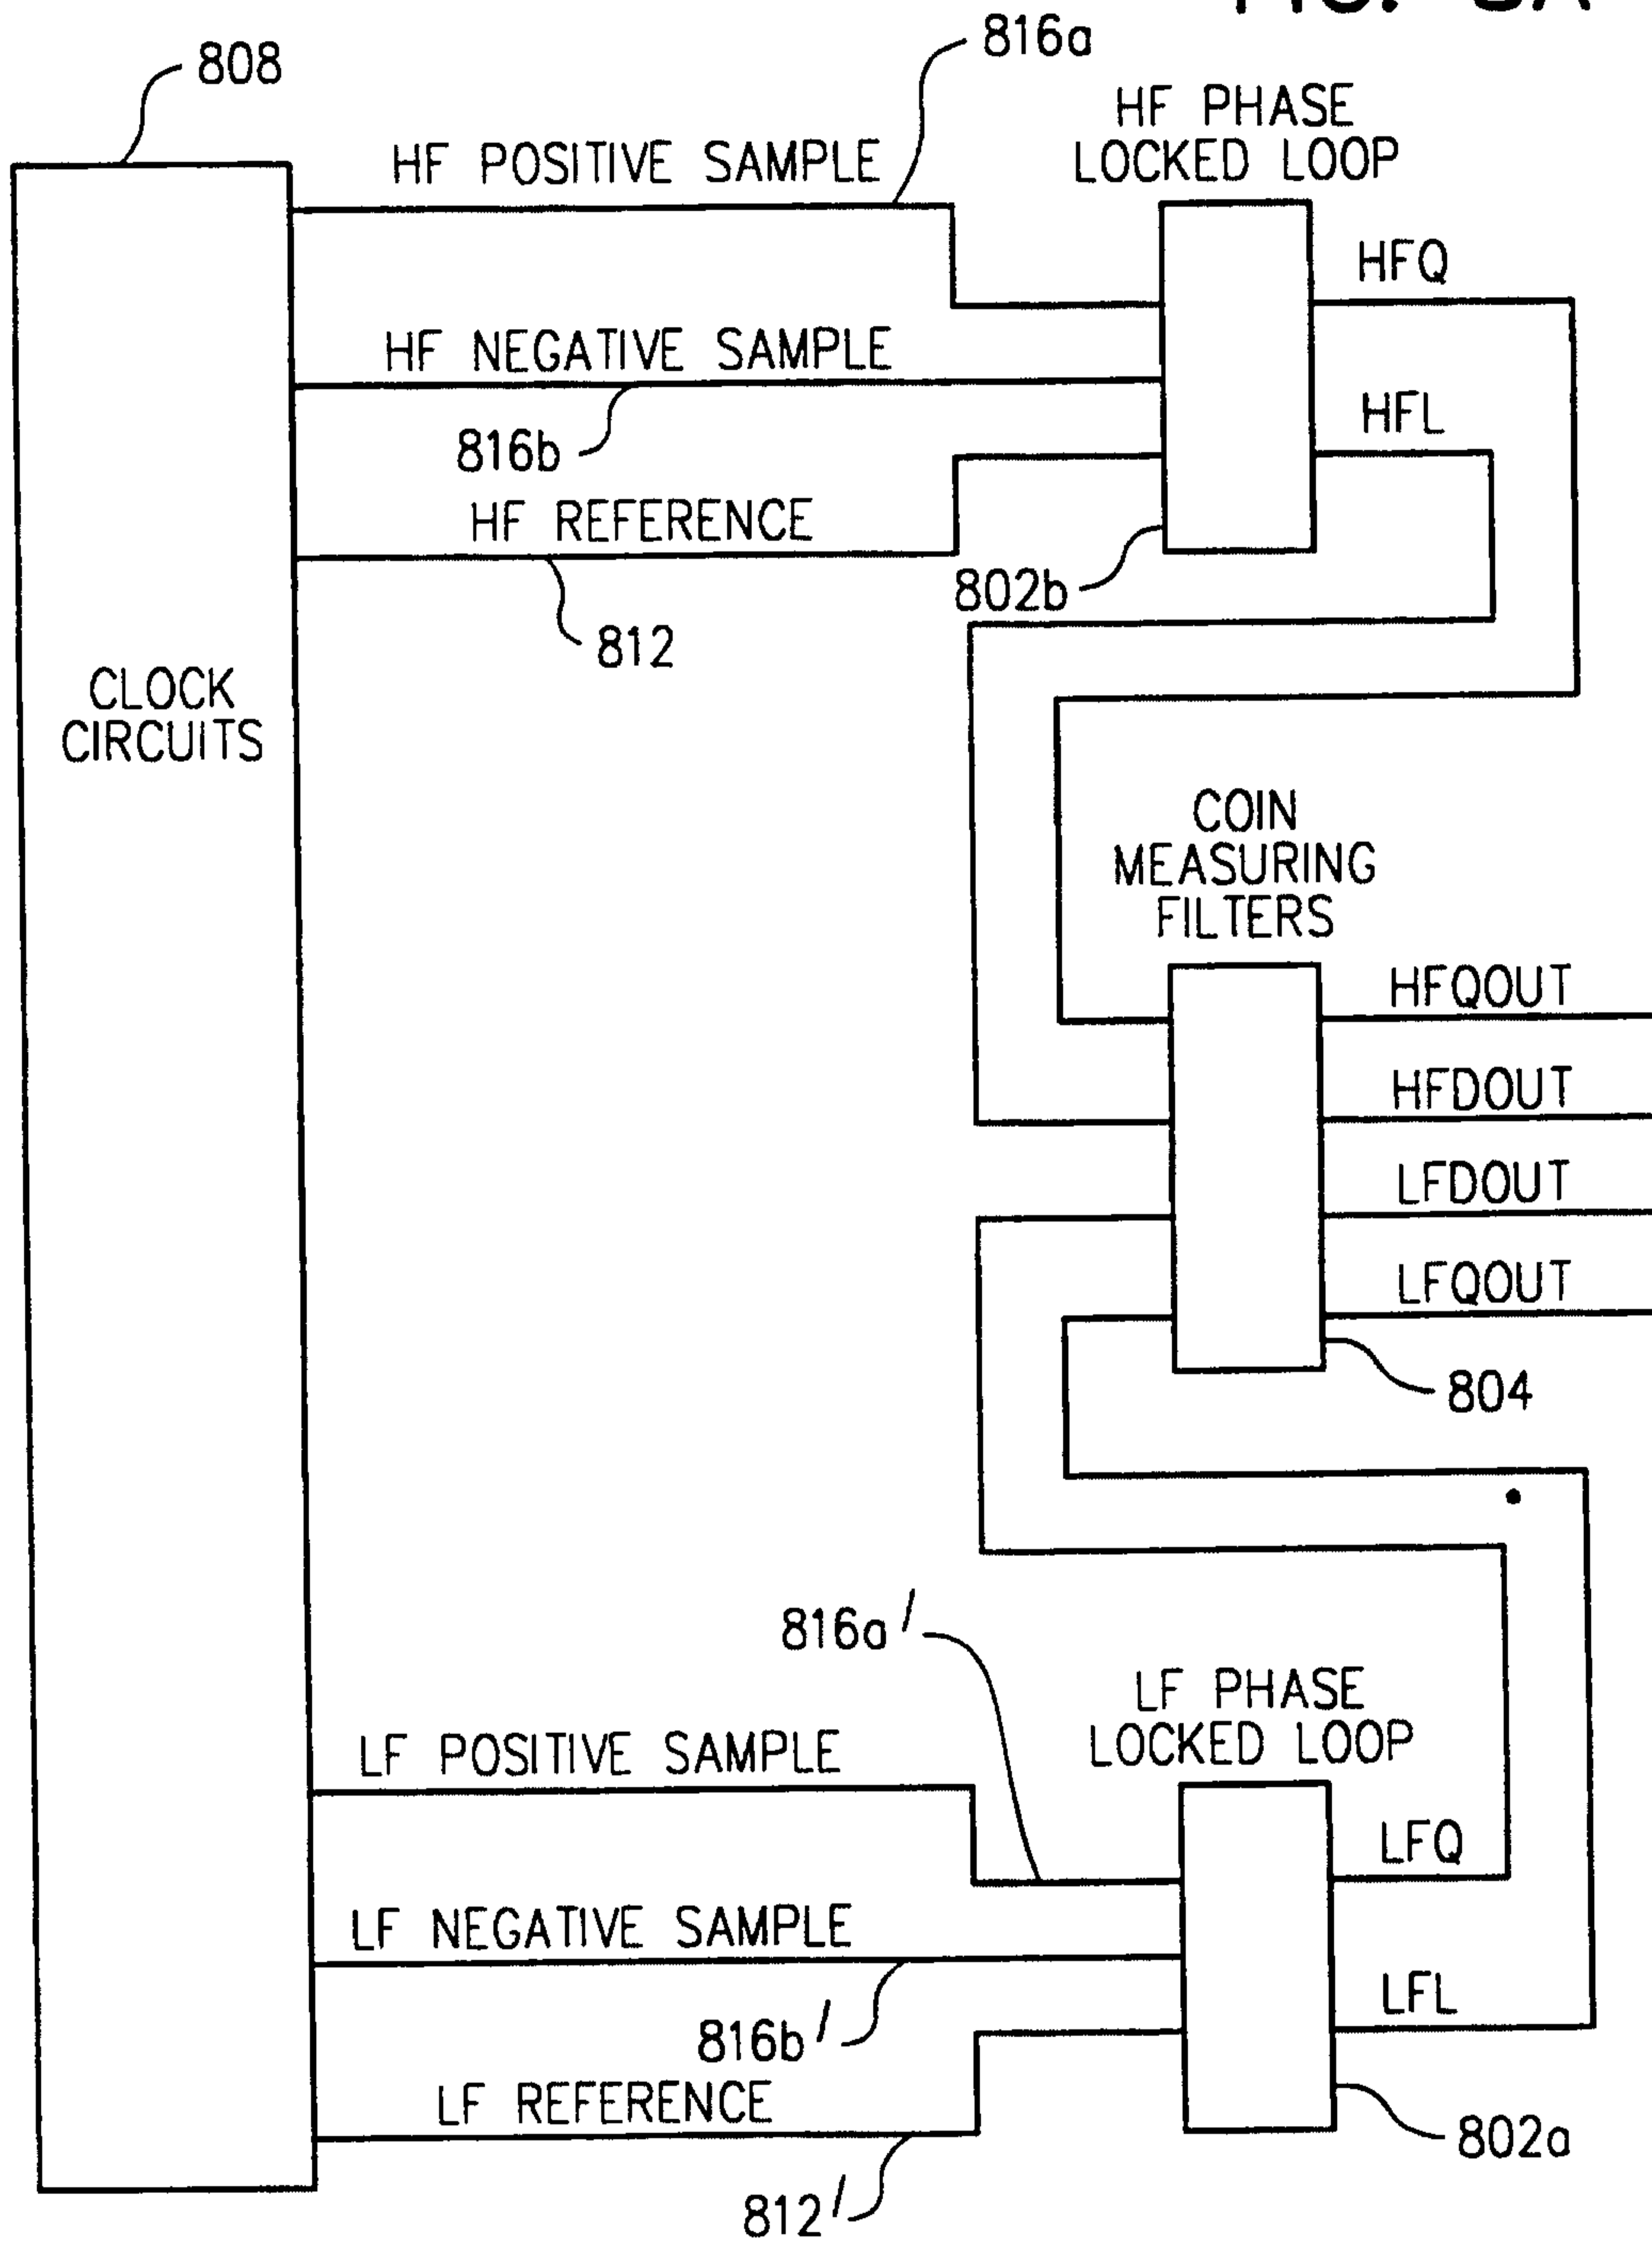 816a
808
HF PHASE
LOCKED LOOP
HF POSITIVE SAMPLE
HFQ
HF NEGATIVE SAMPLE
HFL
816b
HF REFERENCE
802b
812
CLOCK
CIRCUITS
COIN
MEASURING
FILTERS
HFQOUT
HFDOUT
LFDOUT
LFQOUT
804
816a'
LF PHASE
LOCKED LOOP
LF POSITIVE SAMPLE
LFQ
LF NEGATIVE SAMPLE
LFL
816b'
LF REFERENCE
802a
812'